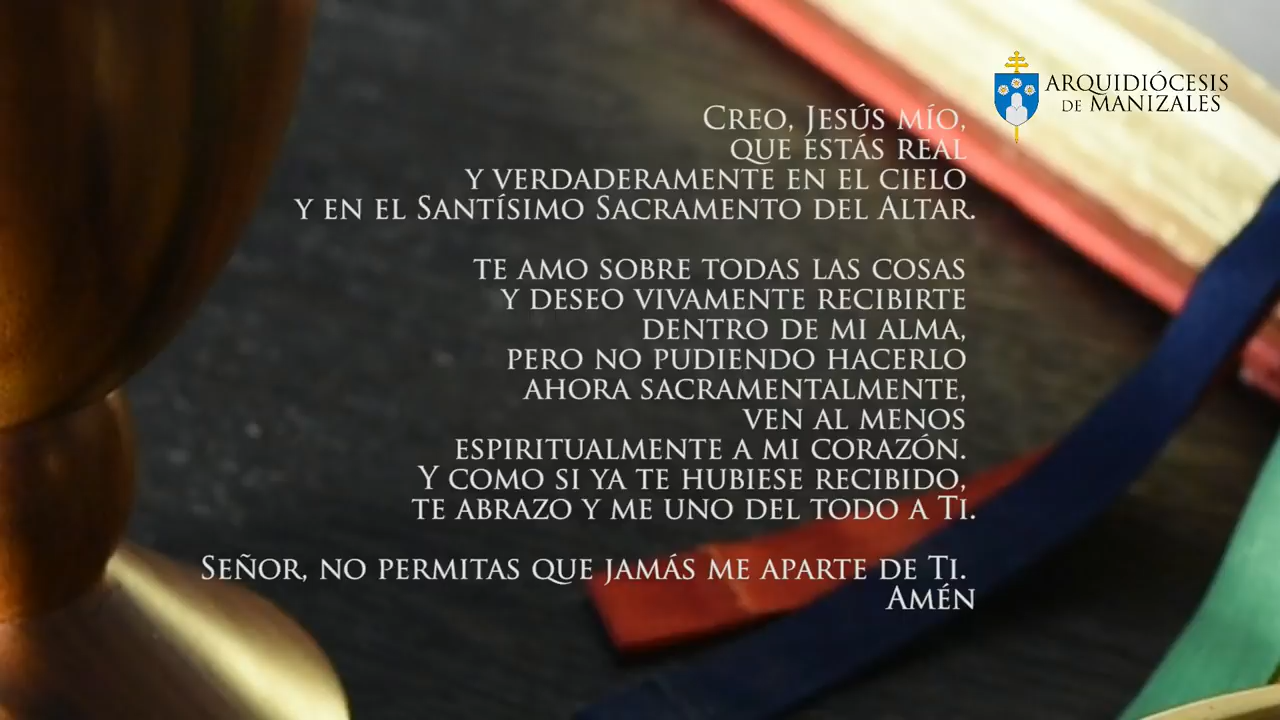 ARQUIDIÓCESIS
DE MANIZALES
CREO, JESÚS MÍO,
QUE ESTÁS REAL
Y VERDADERAMENTE EN EL CIELO
Y EN EL SANTÍSIMO SACRAMENTO DEL ALTAR.
TE AMO SOBRE TODAS LAS COSAS
Y DESEO VIVAMENTE RECIBIRTE
DENTRO DE MI ALMA,
PERO NO PUDIENDO HACERLO
AHORA SACRAMENTALMENTE,
VEN AL MENOS
ESPIRITUALMENTE A MI CORAZÓN.
Y COMO SI YA TE HUBIESE RECIBIDO,
TE ABRAZO Y ME UNO DEL TODO A TI.
SEÑOR, NO PERMITAS QUE JAMÁS ME APARTE DE TI.
AMÉN